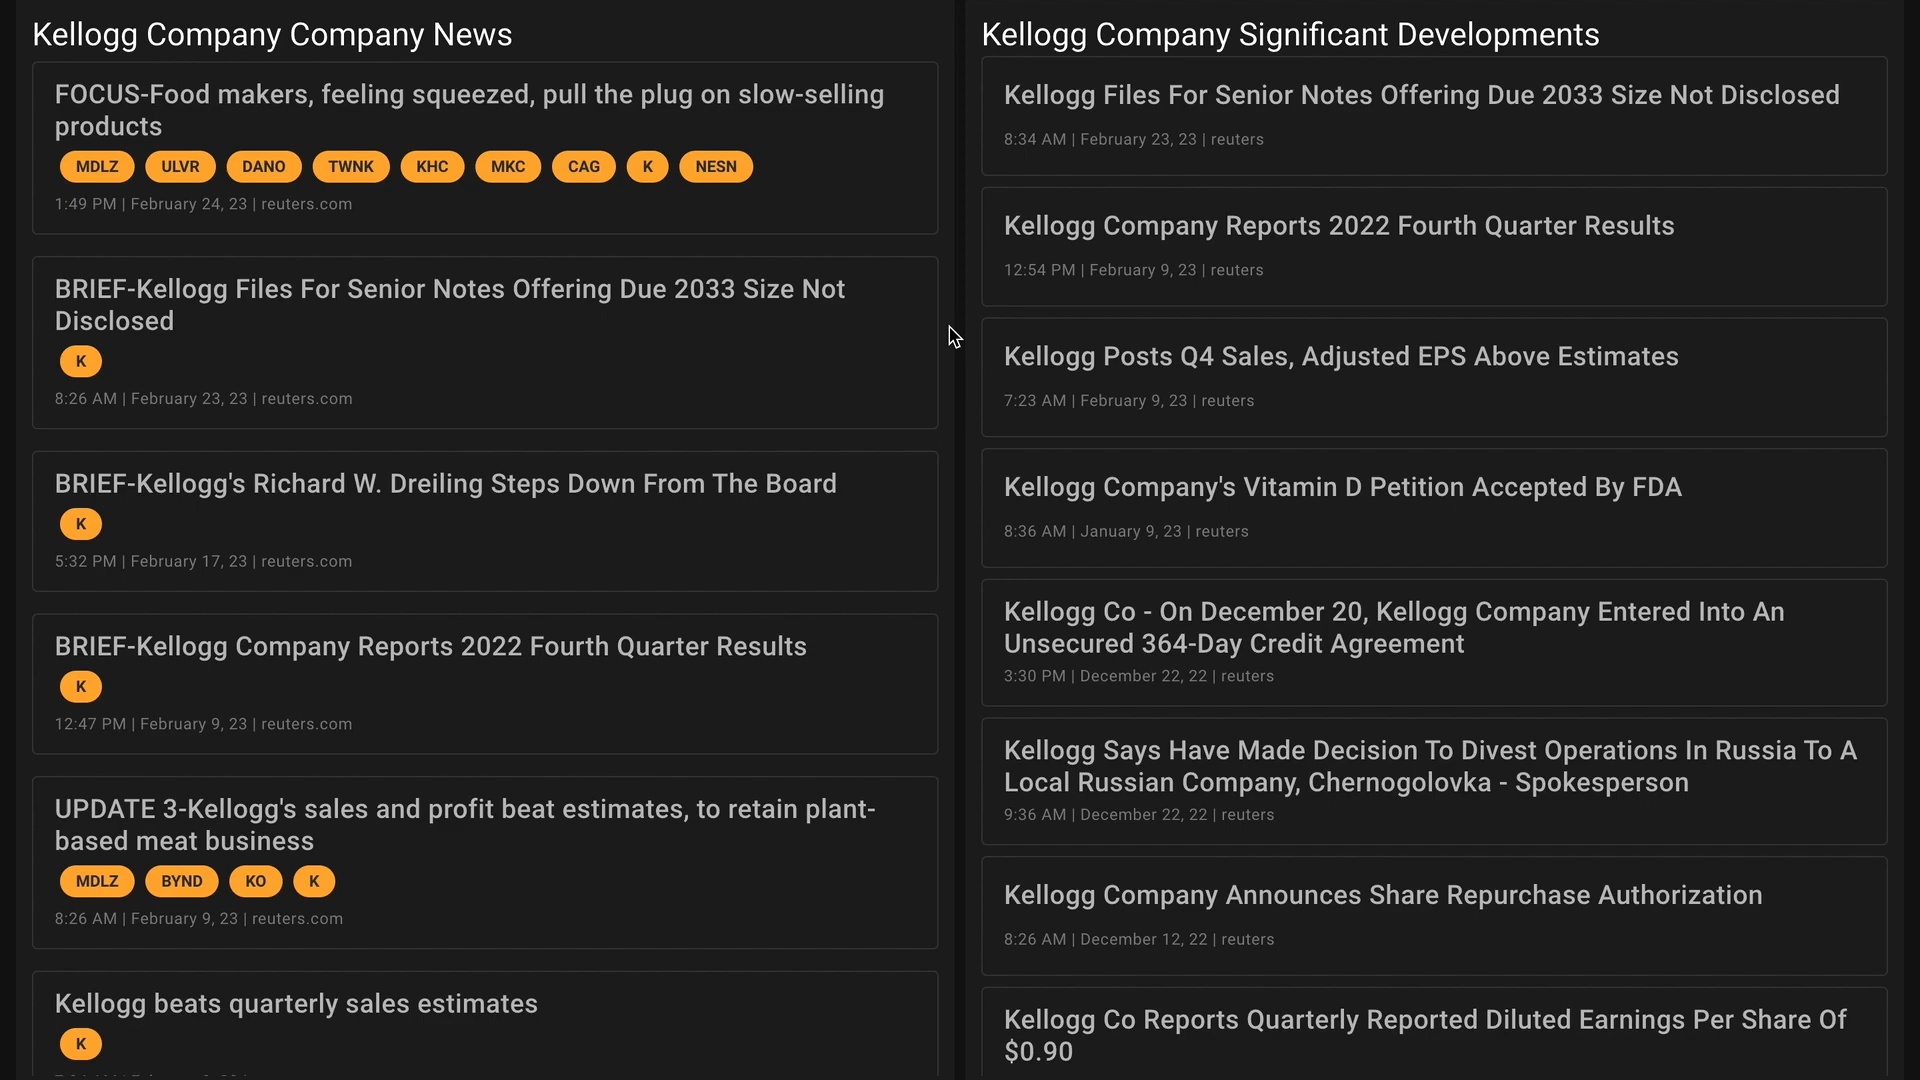 Kellogg Company Company News
FOCUS-Food makers, feeling squeezed, pull the plug on slow-selling
products
MDLZ ULVR DANO TWNK KHC MKC CAG K NESN
1:49 PM | February 24, 23 | reuters.com
BRIEF-Kellogg Files For Senior Notes Offering Due 2033 Size Not
Disclosed
K
8:26 AM | February 23, 23 | reuters.com
BRIEF-Kellogg's Richard W. Dreiling Steps Down From The Board
K
5:32 PM | February 17, 23 | reuters.com
BRIEF-Kellogg Company Reports 2022 Fourth Quarter Results
K
12:47 PM | February 9, 23 | reuters.com
UPDATE 3-Kellogg's sales and profit beat estimates, to retain plant-
based meat business
MDLZ BYND KO K
8:26 AM | February 9, 23 | reuters.com
Kellogg beats quarterly sales estimates
K
Kellogg Company Significant Developments
Kellogg Files For Senior Notes Offering Due 2033 Size Not Disclosed
8:34 AM | February 23, 23 | reuters
Kellogg Company Reports 2022 Fourth Quarter Results
12:54 PM | February 9, 23 | reuters
Kellogg Posts Q4 Sales, Adjusted EPS Above Estimates
7:23 AM | February 9, 23 | reuters
Kellogg Company's Vitamin D Petition Accepted By FDA
8:36 AM | January 9, 23 | reuters
Kellogg Co - On December 20, Kellogg Company Entered Into An
Unsecured 364-Day Credit Agreement
3:30 PM | December 22, 22 | reuters
Kellogg Says Have Made Decision To Divest Operations In Russia To A
Local Russian Company, Chernogolovka - Spokesperson
9:36 AM | December 22, 22 | reuters
Kellogg Company Announces Share Repurchase Authorization
8:26 AM | December 12, 22 | reuters
Kellogg Co Reports Quarterly Reported Diluted Earnings Per Share Of
$0.90